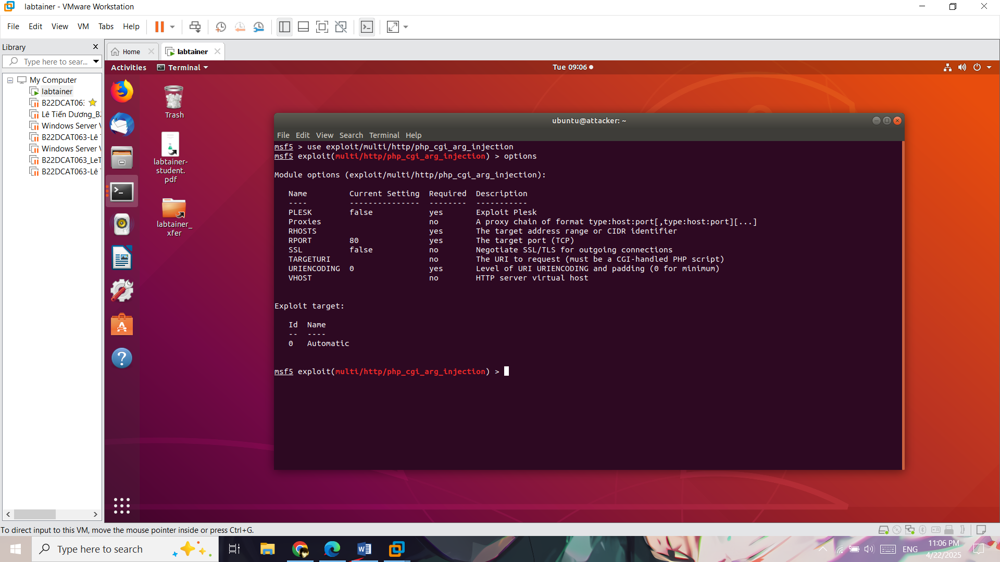 labtainer - VMware Workstation
File Edit View VM Tabs Help
Library
Type here to sear...
Home
labtainer
My Computer
labtainer
B22DCAT063
Lê Tiến Dương_B2
Windows Server
B22DCAT063-Lê
Windows Server
B22DCAT063_LeT
B22DCAT063-Lê
Activities Terminal Tue 09:06
Trash
labtainer-
student.
pdf
labtainer_
xfer
ubuntu@attacker: ~
File Edit View Search Terminal Help
msf5 > use exploit/multi/http/php_cgi_arg_injection
msf5 exploit(multi/http/php_cgi_arg_injection) > options
Module options (exploit/multi/http/php_cgi_arg_injection):
Name Current Setting Required Description
---- --------------- -------- -----------
PLESK false yes Exploit Plesk
Proxies no A proxy chain of format type:host:port[,type:host:port][...]
RHOSTS yes The target address range or CIDR identifier
RPORT 80 yes The target port (TCP)
SSL false no Negotiate SSL/TLS for outgoing connections
TARGETURI no The URI to request (must be a CGI-handled PHP script)
URIENCODING 0 yes Level of URI URIENCODING and padding (0 for minimum)
VHOST no HTTP server virtual host
Exploit target:
Id Name
-- ----
0 Automatic
msf5 exploit(multi/http/php_cgi_arg_injection) >
To direct input to this VM, move the mouse pointer inside or press Ctrl+G.
Type here to search
ENG
11:06 PM
4/22/2025